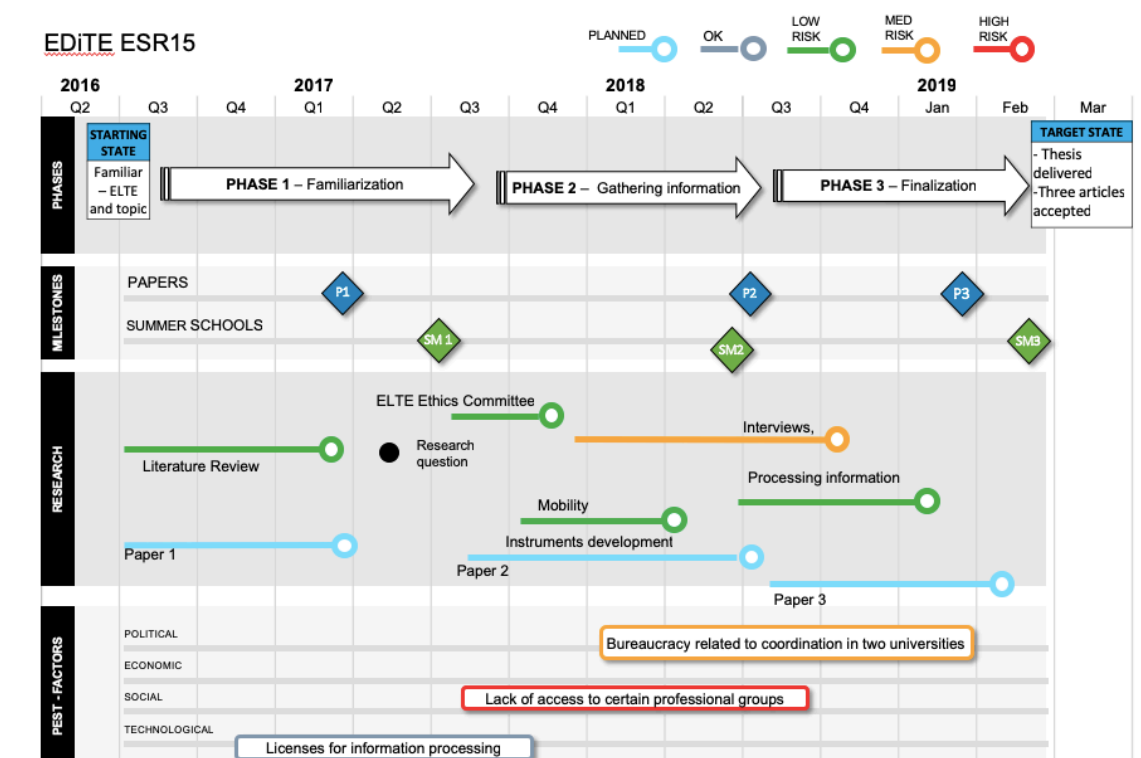 EDiTE ESR15
PLANNED
OK
LOW
RISK
MED
RISK
HIGH
RISK
2016 2017 2018 2019
Q2 Q3 Q4 Q1 Q2 Q3 Q4 Q1 Q2 Q3 Q4 Jan Feb Mar
PHASES
STARTING
STATE
Familiar
– ELTE
and topic
PHASE 1 – Familiarization
PHASE 2 – Gathering information
PHASE 3 – Finalization
TARGET STATE
- Thesis
delivered
-Three articles
accepted
MILESTONES
PAPERS
P1
P2
P3
SUMMER SCHOOLS
SM 1
SM2
SM3
RESEARCH
ELTE Ethics Committee
Interviews,
Literature Review
Research
question
Processing information
Mobility
Instruments development
Paper 1
Paper 2
Paper 3
PEST -FACTORS
POLITICAL
Bureaucracy related to coordination in two universities
ECONOMIC
SOCIAL
Lack of access to certain professional groups
TECHNOLOGICAL
Licenses for information processing